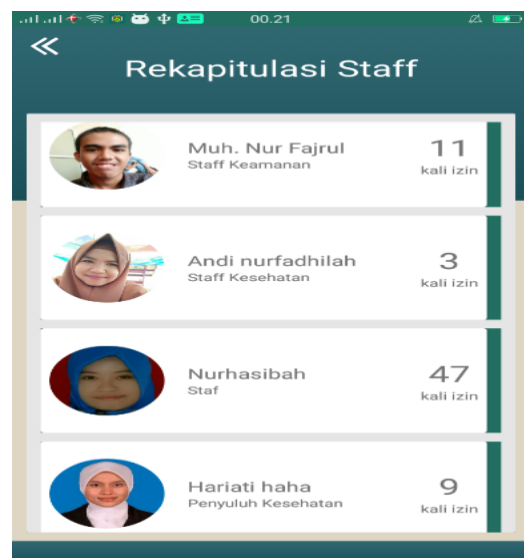 00.21
Rekapitulasi Staff
Muh. Nur Fajrul
Staff Keamanan
11
kali izin
Andi nurfadhilah
Staff Kesehatan
3
kali izin
Nurhasibah
Staf
47
kali izin
Hariati haha
Penyuluh Kesehatan
9
kali izin